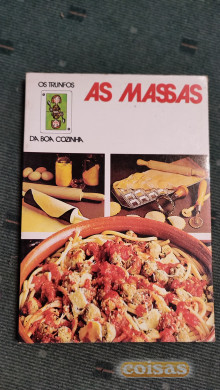 OS TRUNFOS
DA BOA COZINHA
AS MASSAS
coisas